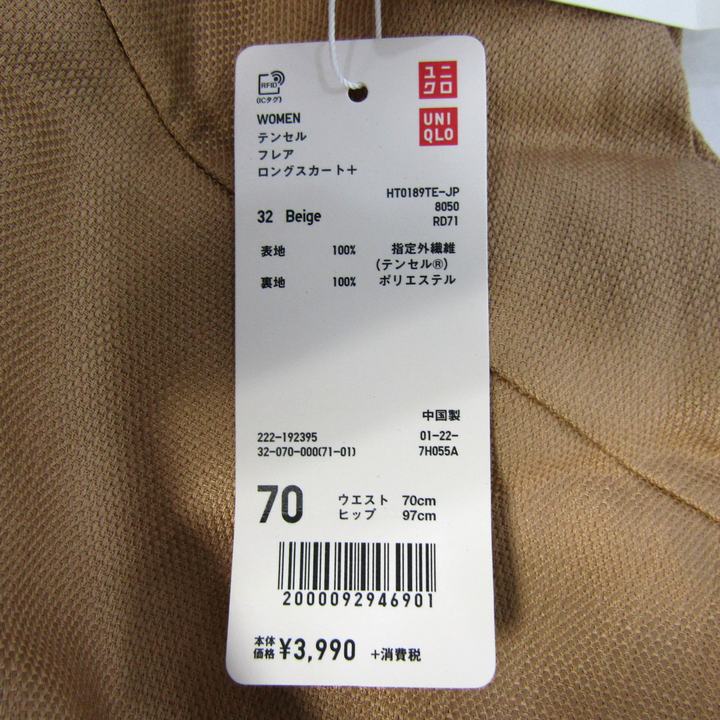 RFID
(ICタグ)
ユニ
クロ
UNI
QLO
WOMEN
テンセル
フレア
ロングスカート+
HT0189TE-JP
32 Beige 8050
RD71
表地 100% 指定外繊維
(テンセル®)
裏地 100% ポリエステル
中国製
222-192395 01-22-
32-070-000(71-01) 7H055A
70 ウエスト 70cm
ヒップ 97cm
2000092946901
本体
価格 ¥3,990 +消費税